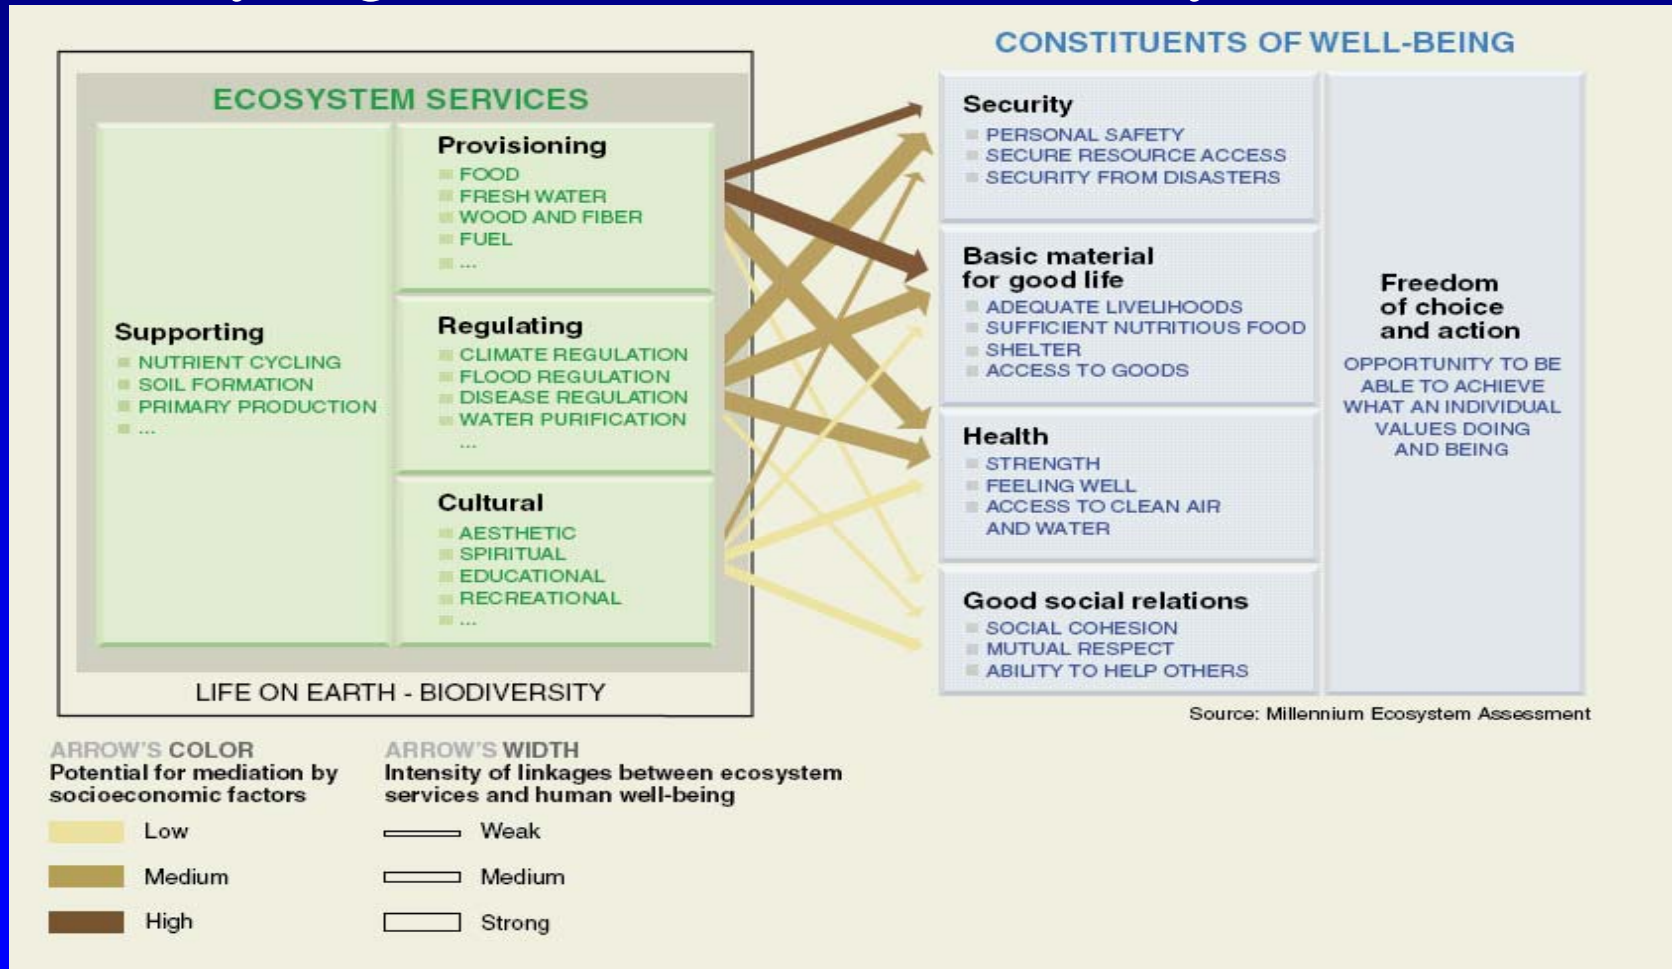 CONSTITUENTS OF WELL-BEING
ECOSYSTEM SERVICES
Supporting
NUTRIENT CYCLING
SOIL FORMATION
PRIMARY PRODUCTION
...
Provisioning
FOOD
FRESH WATER
WOOD AND FIBER
FUEL
...
Regulating
CLIMATE REGULATION
FLOOD REGULATION
DISEASE REGULATION
WATER PURIFICATION
...
Cultural
AESTHETIC
SPIRITUAL
EDUCATIONAL
RECREATIONAL
...
LIFE ON EARTH - BIODIVERSITY
Security
PERSONAL SAFETY
SECURE RESOURCE ACCESS
SECURITY FROM DISASTERS
Basic material
for good life
ADEQUATE LIVELIHOODS
SUFFICIENT NUTRITIOUS FOOD
SHELTER
ACCESS TO GOODS
Health
STRENGTH
FEELING WELL
ACCESS TO CLEAN AIR
AND WATER
Good social relations
SOCIAL COHESION
MUTUAL RESPECT
ABILITY TO HELP OTHERS
Freedom
of choice
and action
OPPORTUNITY TO BE
ABLE TO ACHIEVE
WHAT AN INDIVIDUAL
VALUES DOING
AND BEING
Source: Millennium Ecosystem Assessment
ARROW'S COLOR
Potential for mediation by
socioeconomic factors
Low
Medium
High
ARROW'S WIDTH
Intensity of linkages between ecosystem
services and human well-being
Weak
Medium
Strong